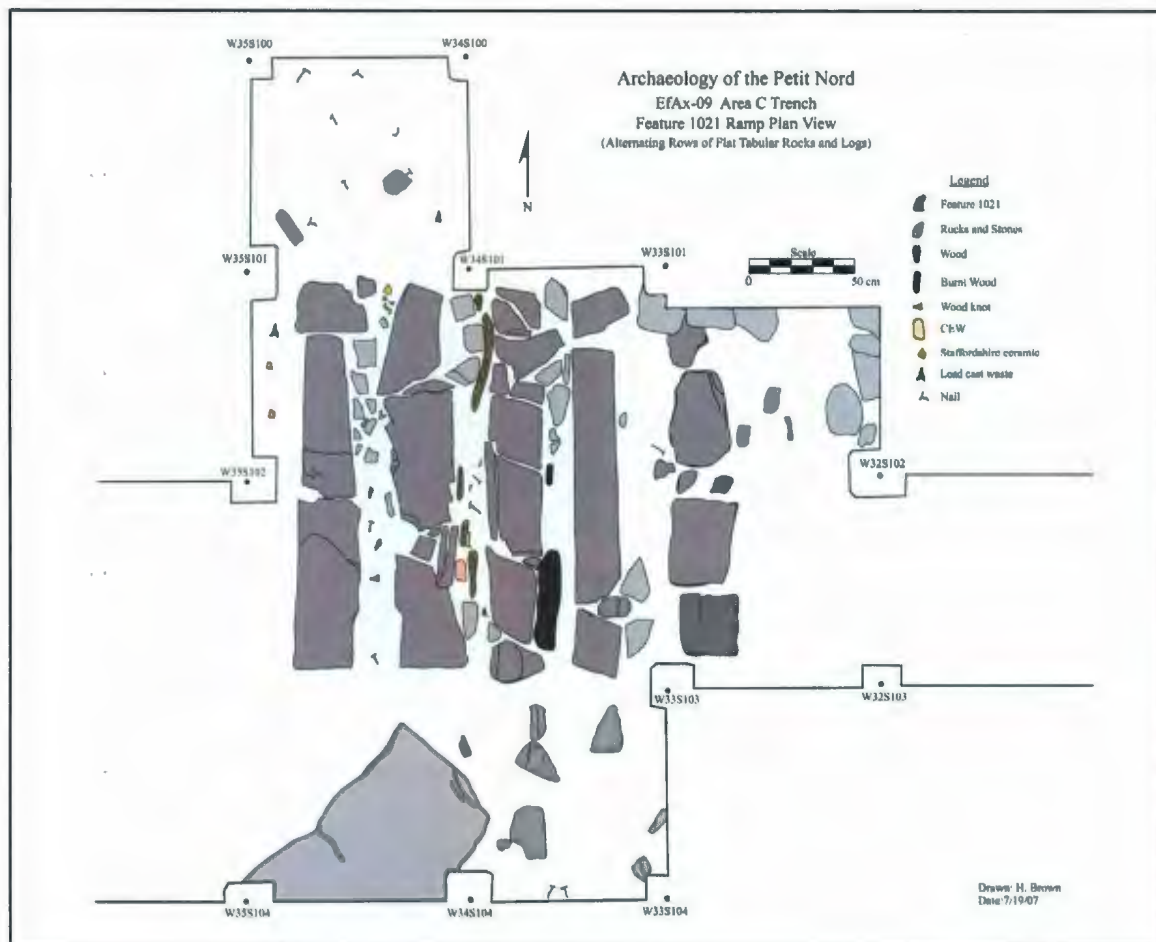 W35S100
W34S100
Archaeology of the Petit Nord
EfAx-09 Area C Trench
Feature 1021 Ramp Plan View
(Alternating Rows of Flat Tabular Rocks and Logs)
N
Legend
Feature 1021
Rocks and Stones
Wood
Burnt Wood
Wood knot
CEW
Staffordshire ceramic
Lead cast waste
Nail
W35S101
W34S101
W33S101
Scale
0
50 cm
W35S102
W32S102
W33S103
W32S103
W35S104
W34S104
W33S104
Drawn: H. Brown
Date:7/19/07